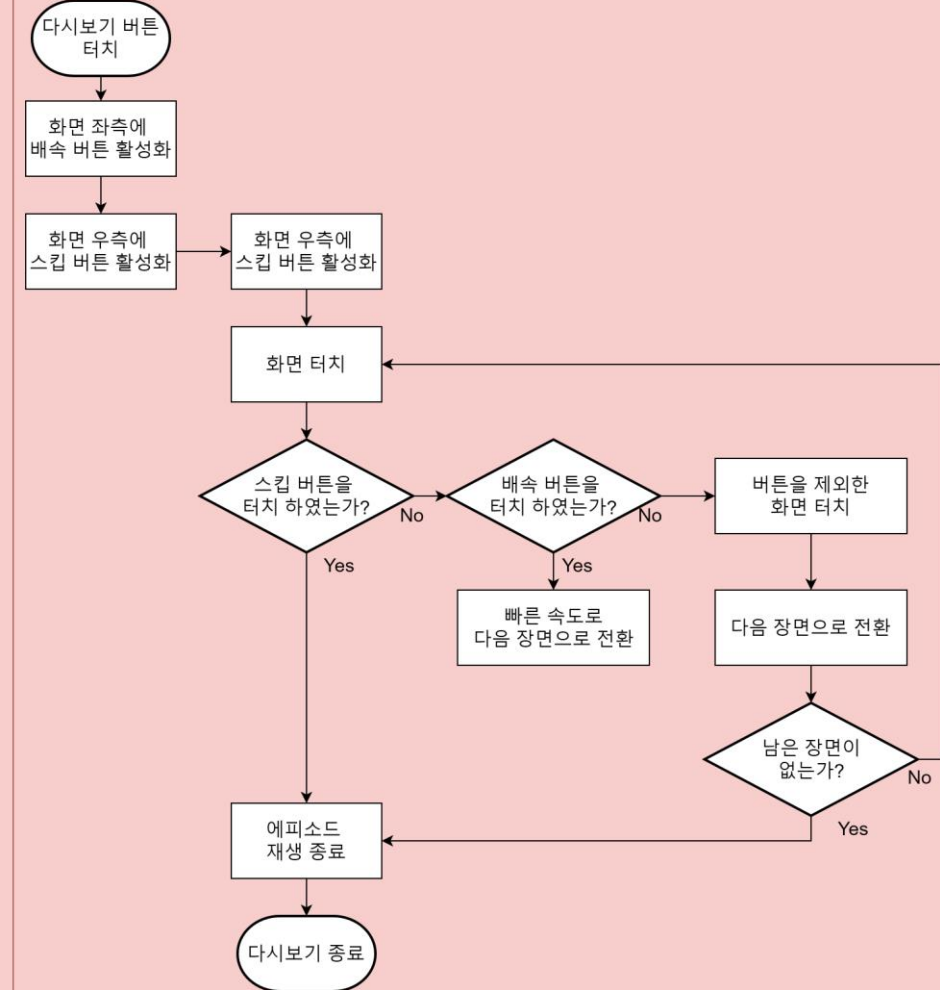 다시보기 버튼
터치
화면 좌측에
배속 버튼 활성화
화면 우측에
스킵 버튼 활성화
화면 우측에
스킵 버튼 활성화
화면 터치
스킵 버튼을
터치 하였는가?
No
배속 버튼을
터치 하였는가?
No
버튼을 제외한
화면 터치
Yes
Yes
빠른 속도로
다음 장면으로 전환
다음 장면으로 전환
남은 장면이
없는가?
No
Yes
에피소드
재생 종료
다시보기 종료